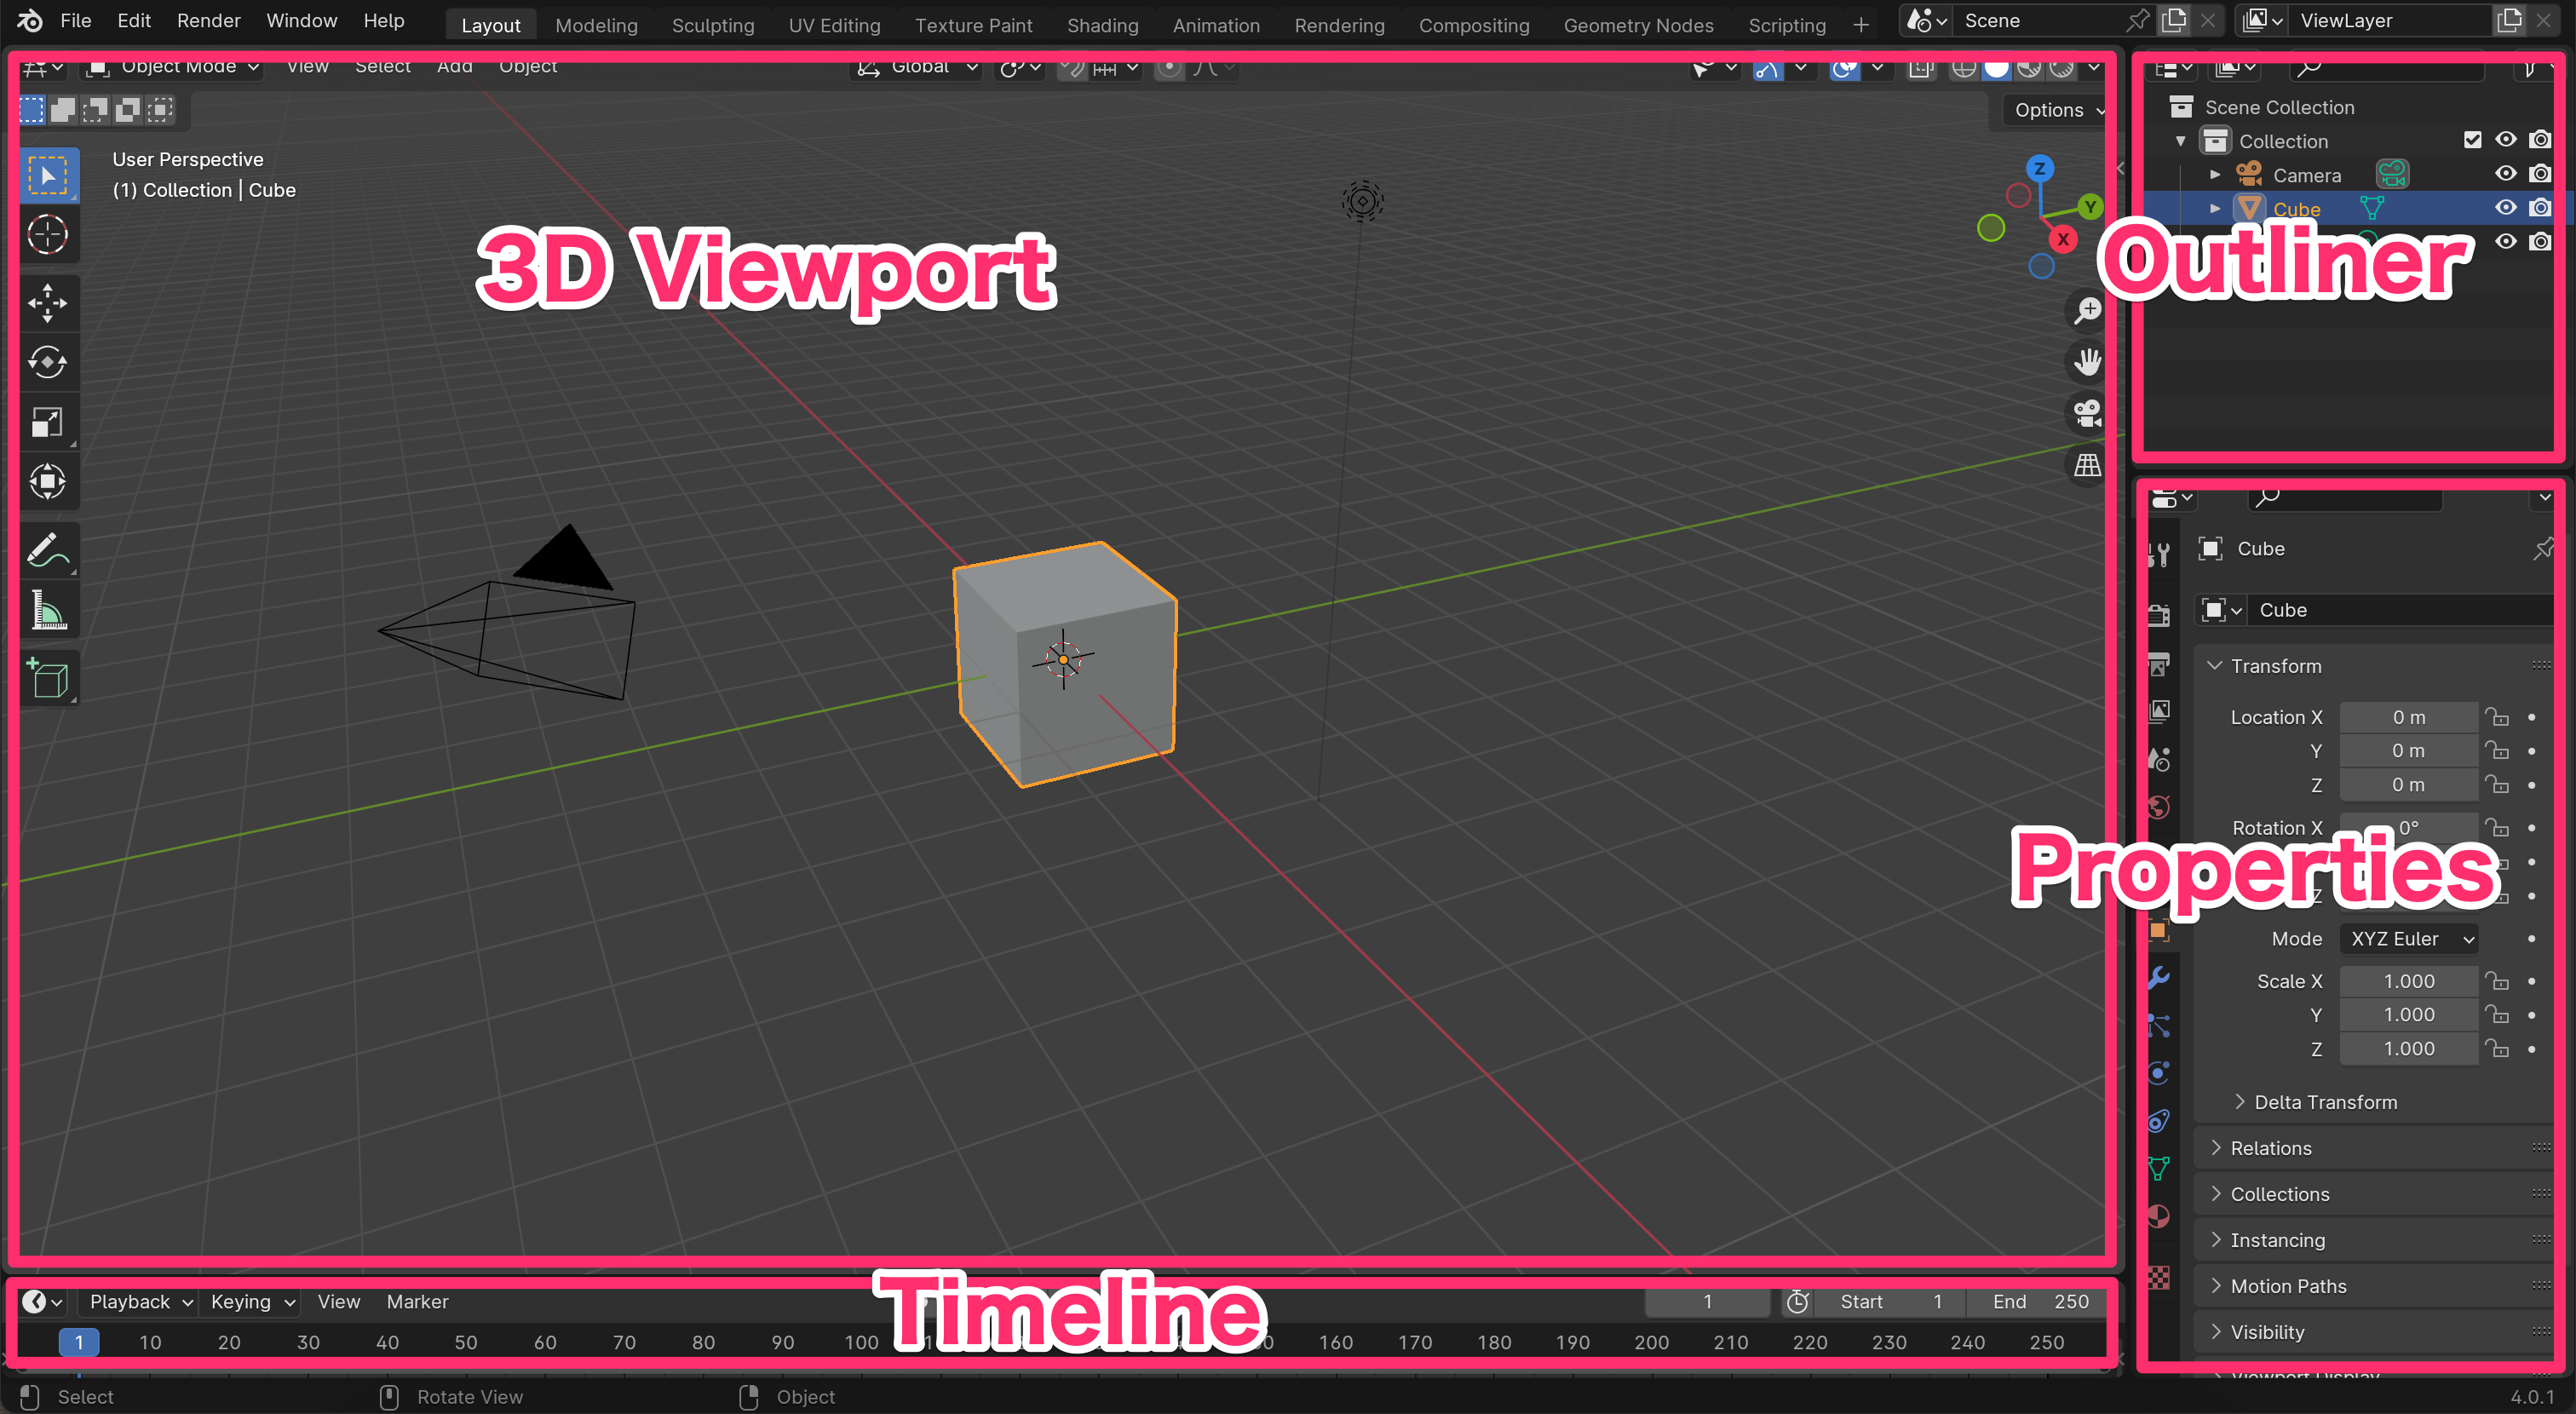 File Edit Render Window Help Layout Modeling Sculpting UV Editing Texture Paint Shading Animation Rendering Compositing Geometry Nodes Scripting + Scene ViewLayer
Object Mode View Select Add Object Global
Options
User Perspective
(1) Collection | Cube
Z
Y
X
3D Viewport
Scene Collection
Collection
Camera
Cube
Outliner
Cube
Cube
Transform
Location X 0 m
Y 0 m
Z 0 m
Rotation X 0°
Properties
Z
Mode XYZ Euler
Scale X 1.000
Y 1.000
Z 1.000
Delta Transform
Relations
Collections
Instancing
Motion Paths
Visibility
Viewport Display
Timeline
Playback Keying View Marker 1 Start 1 End 250
1 10 20 30 40 50 60 70 80 90 100 160 170 180 190 200 210 220 230 240 250
Select Rotate View Object 4.0.1